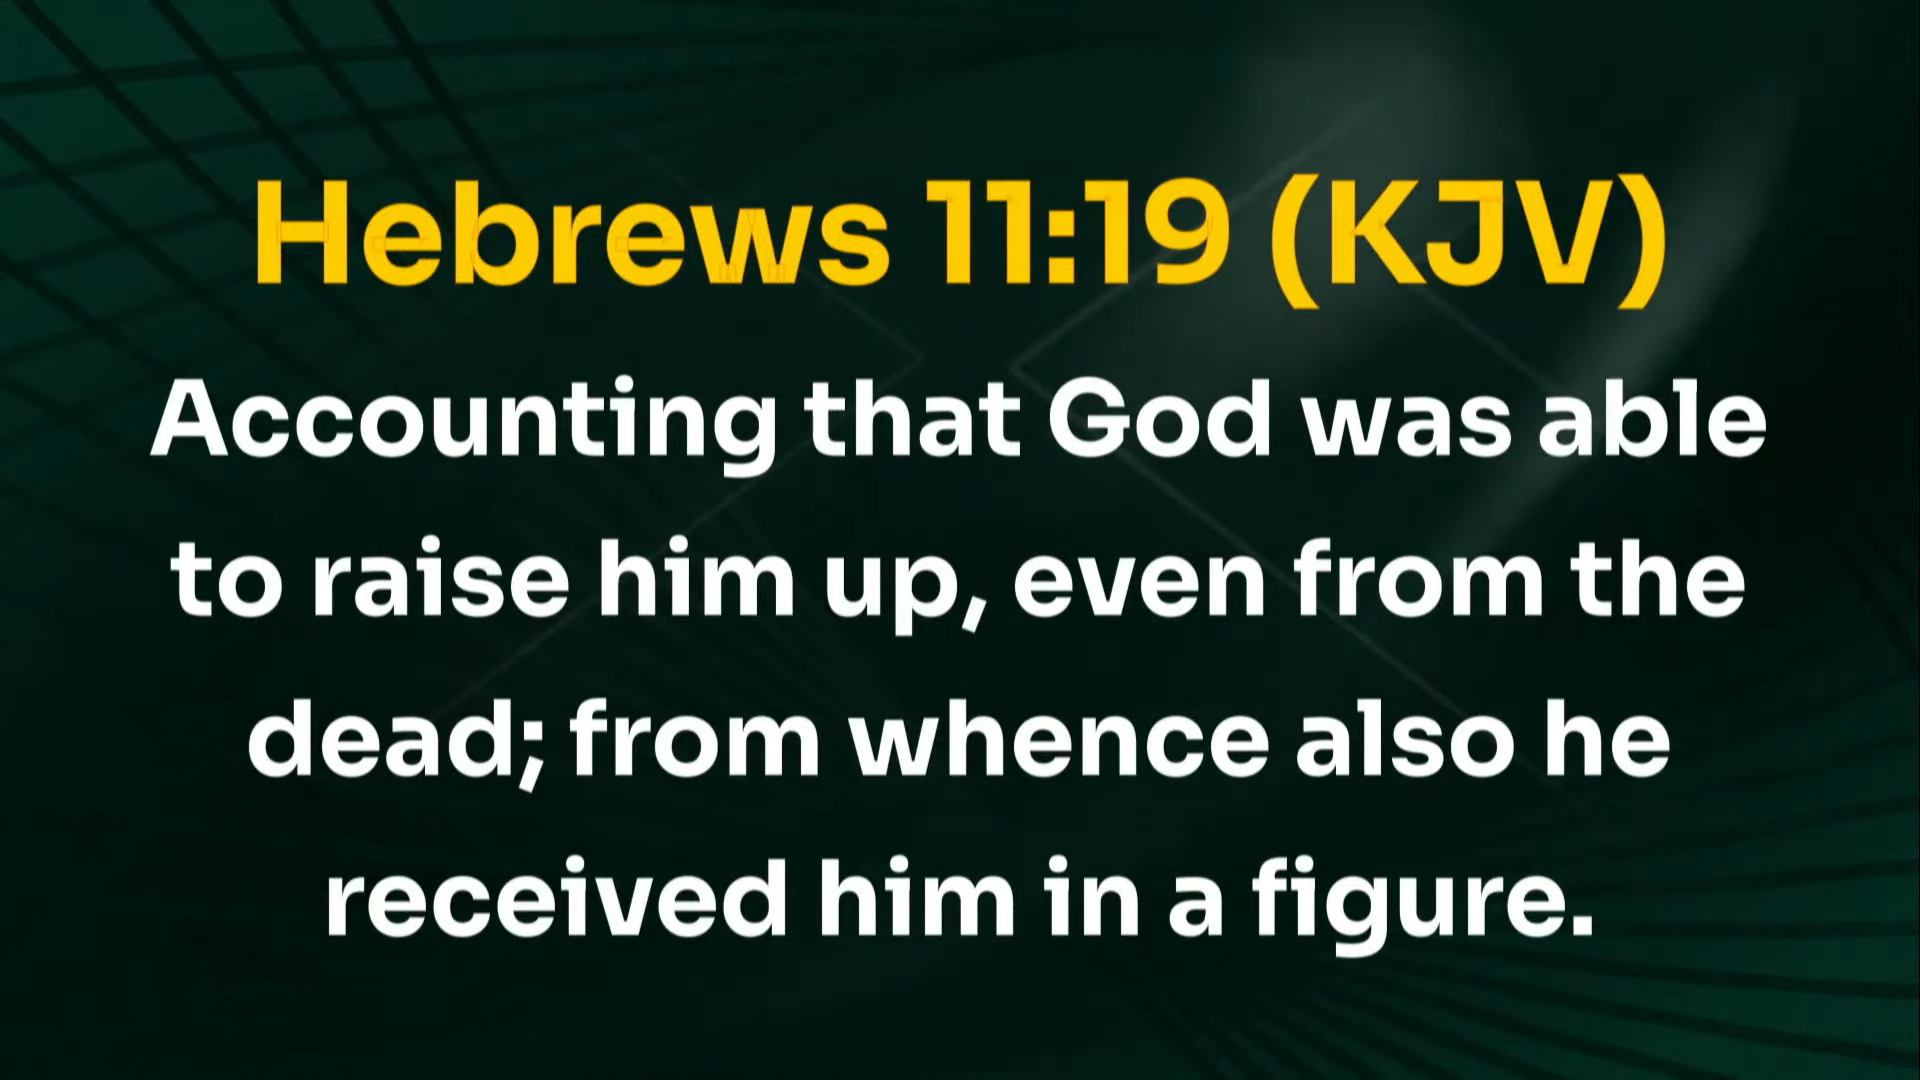 Hebrews 11:19 (KJV)
Accounting that God was able
to raise him up, even from the
dead; from whence also he
received him in a figure.